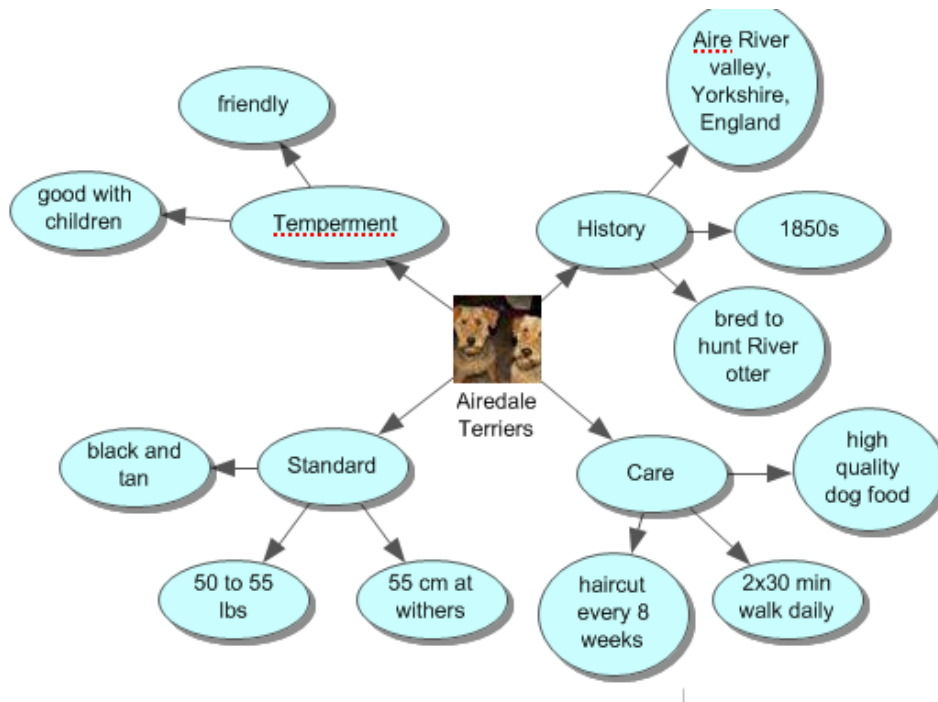 friendly
good with
children
Temperment
Aire River
valley,
Yorkshire,
England
History
1850s
bred to
hunt River
otter
Airedale
Terriers
black and
tan
Standard
50 to 55
lbs
55 cm at
withers
Care
high
quality
dog food
haircut
every 8
weeks
2x30 min
walk daily